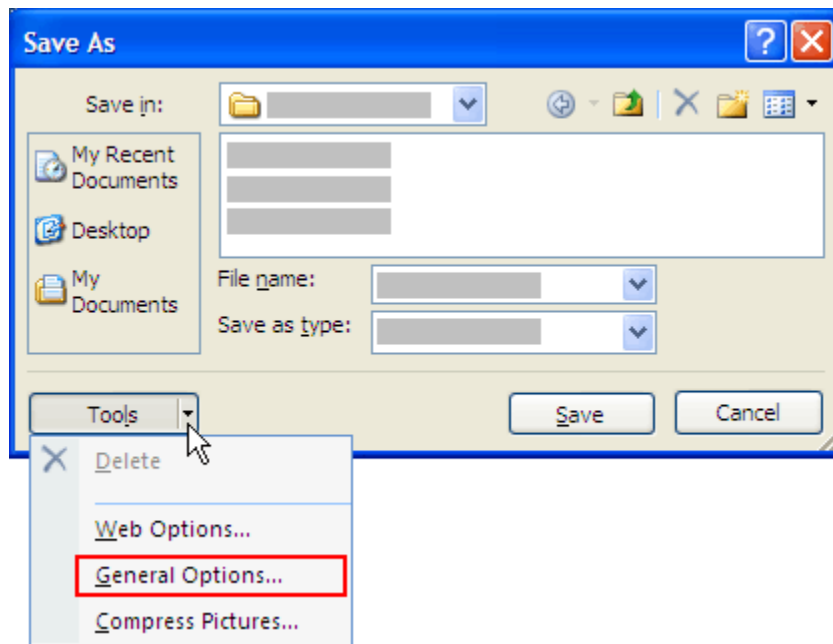 Save As
Save in:
My Recent
Documents
Desktop
My
Documents
File name:
Save as type:
Tools
Save
Cancel
Delete
Web Options...
General Options...
Compress Pictures...